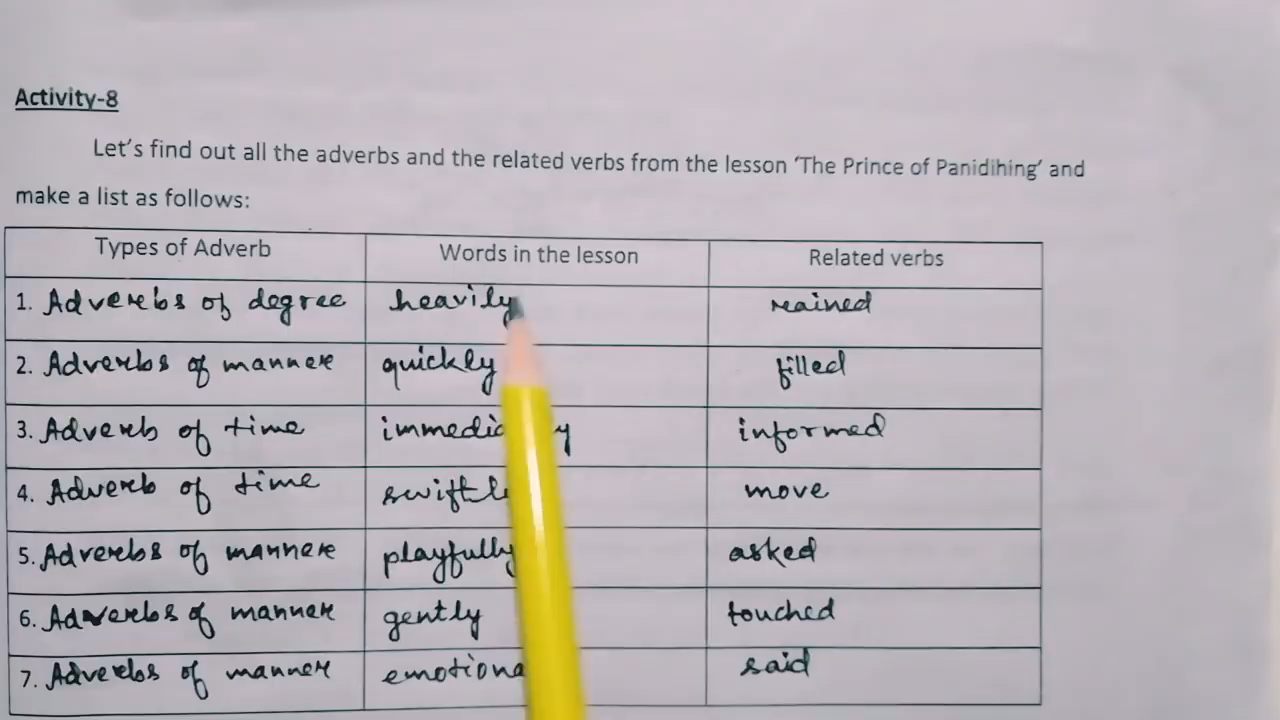 Activity-8
Let's find out all the adverbs and the related verbs from the lesson 'The Prince of Panidihing' and
make a list as follows:
Types of Adverb Words in the lesson Related verbs
1. Adverbs of degree heavily rained
2. Adverbs of manner quickly filled
3. Adverb of time informed
4. Adverb of time move
5. Adverbs of manner playfully asked
6. Adverbs of manner gently touched
7. Adverbs of manner said